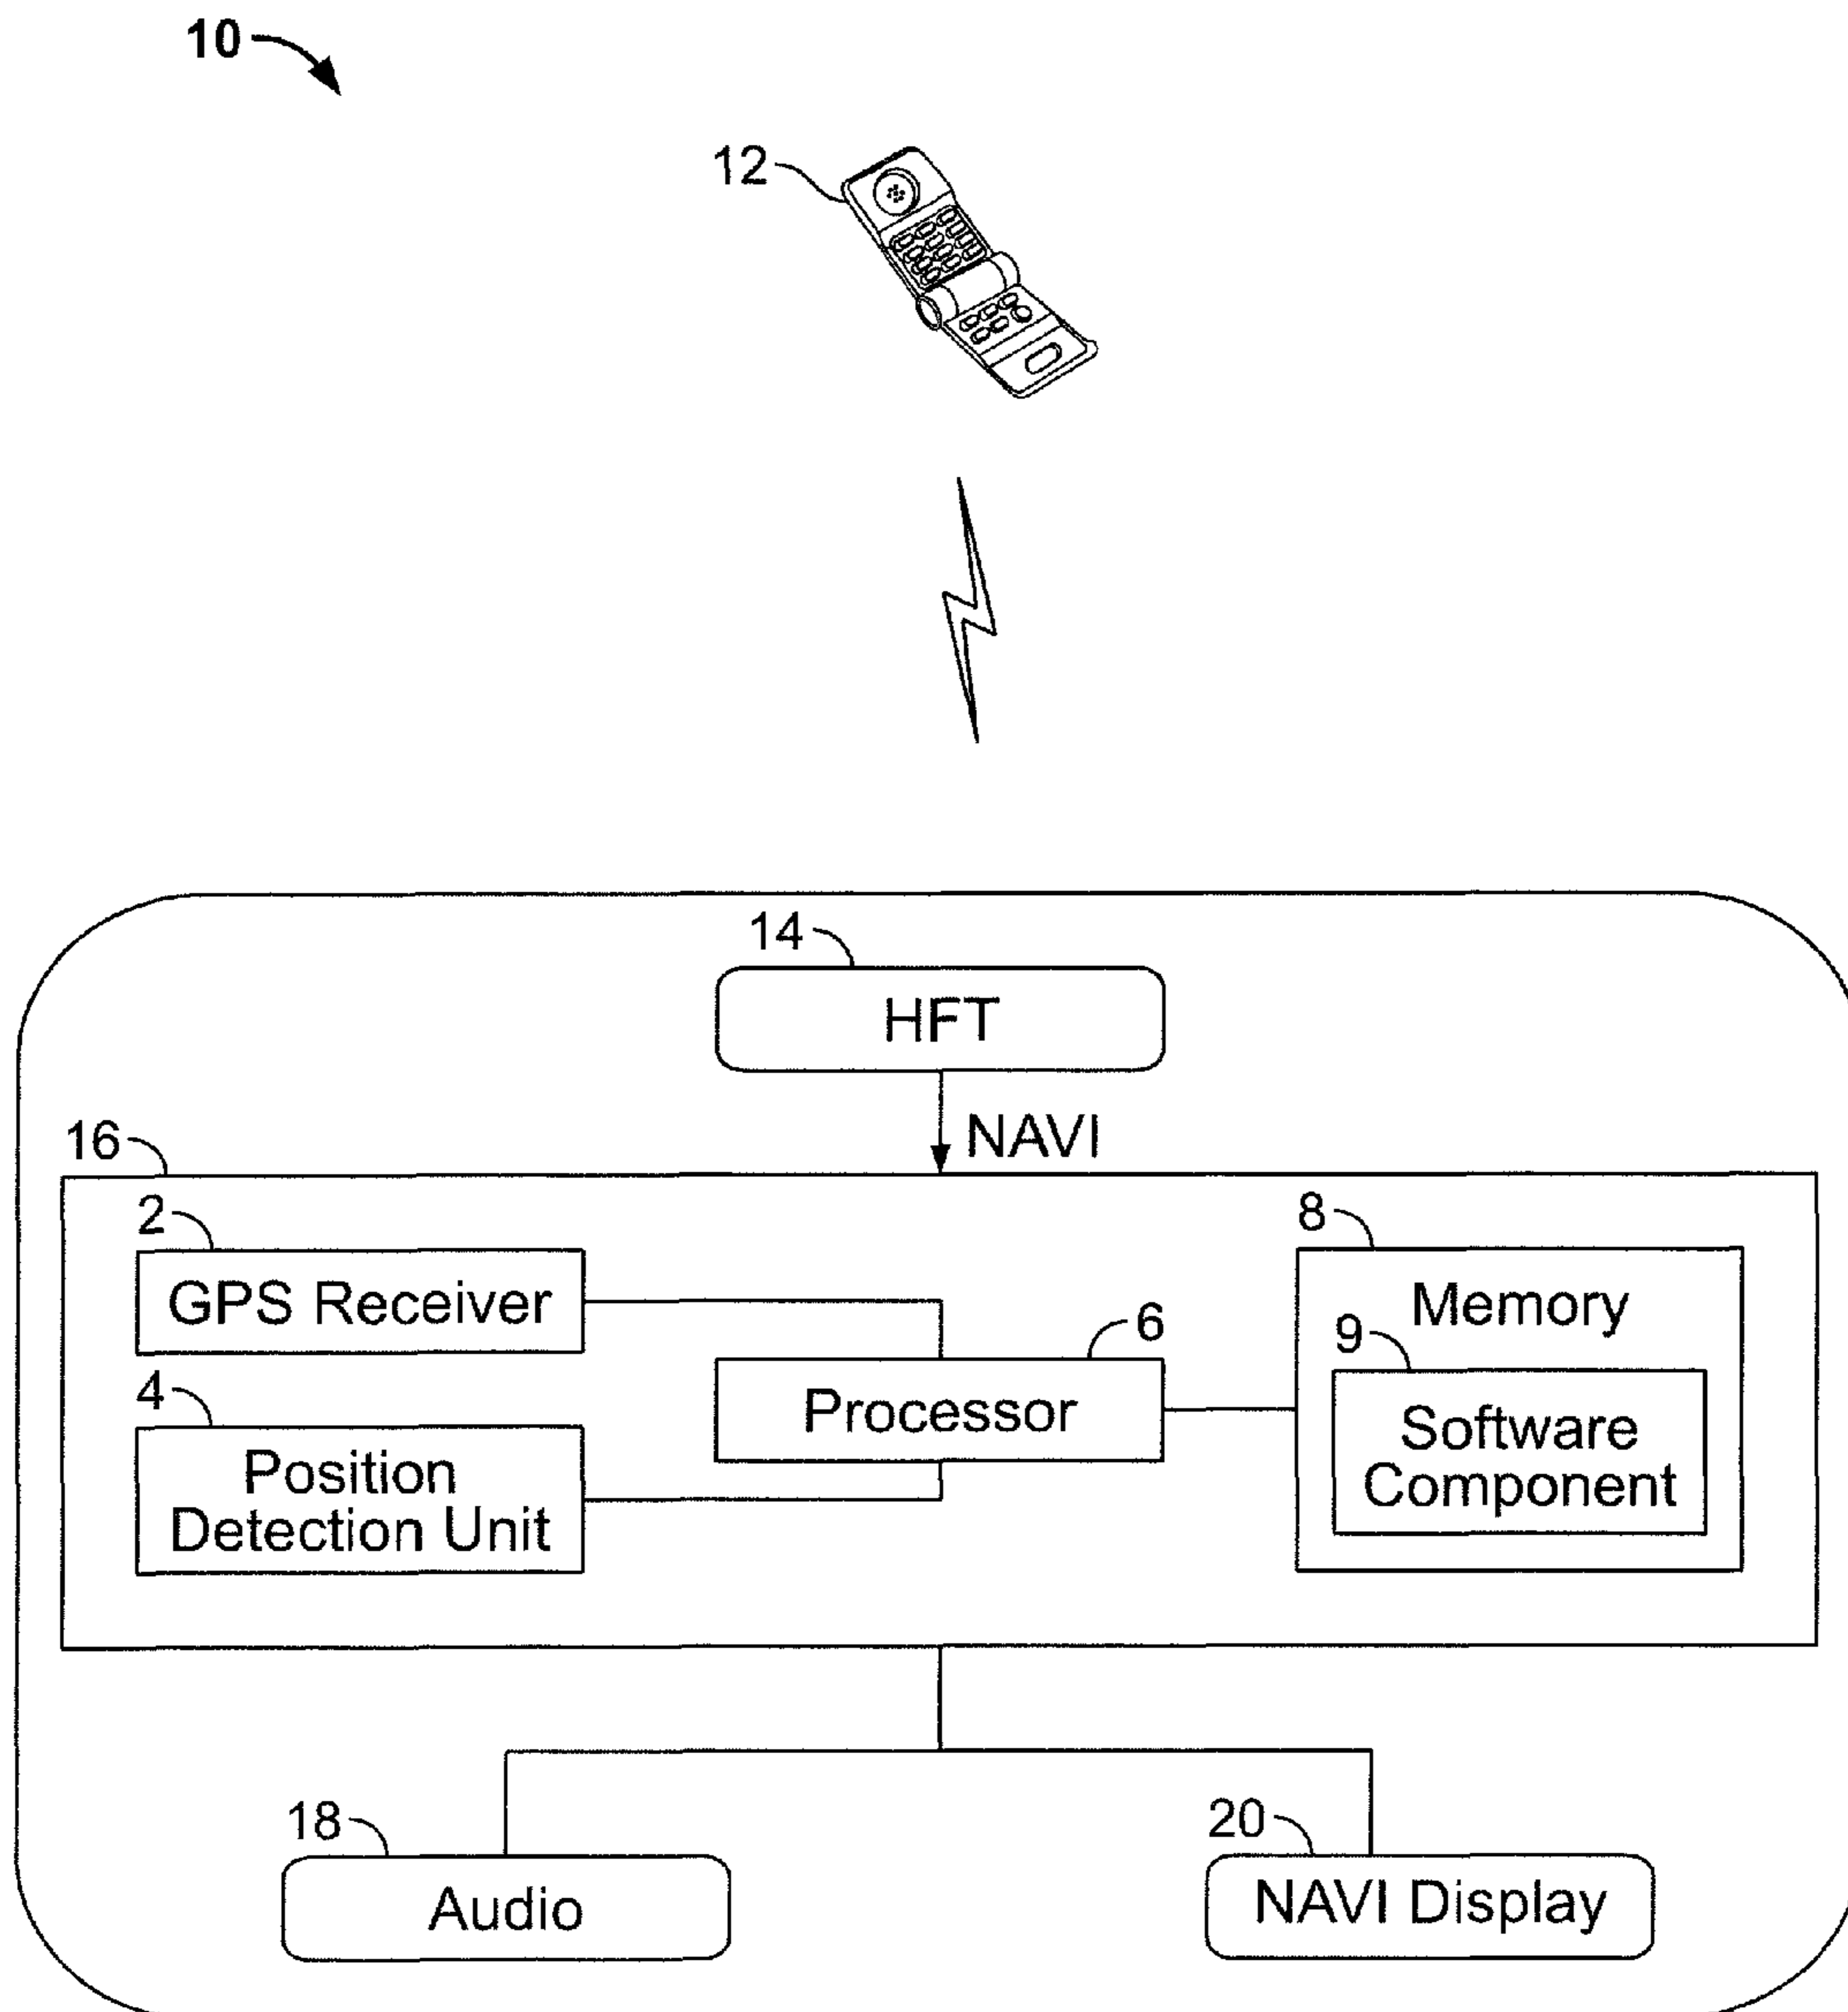 10
12
14
HFT
NAVI
16
2
GPS Receiver
4
Position
Detection Unit
6
Processor
8
Memory
9
Software
Component
18
Audio
20
NAVI Display